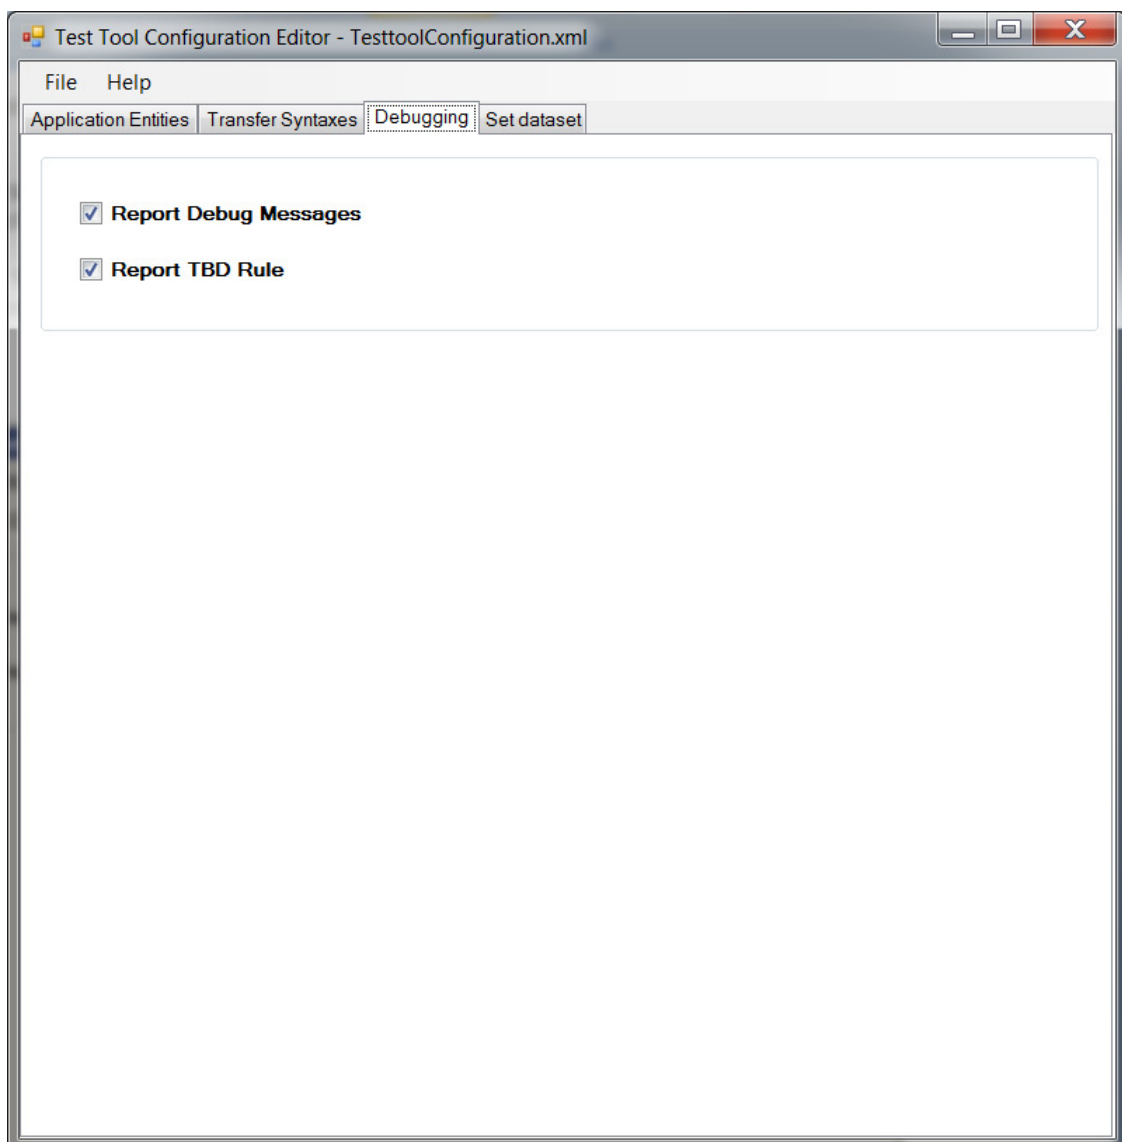 Test Tool Configuration Editor - TesttoolConfiguration.xml
File Help
Application Entities Transfer Syntaxes Debugging Set dataset
Report Debug Messages
Report TBD Rule